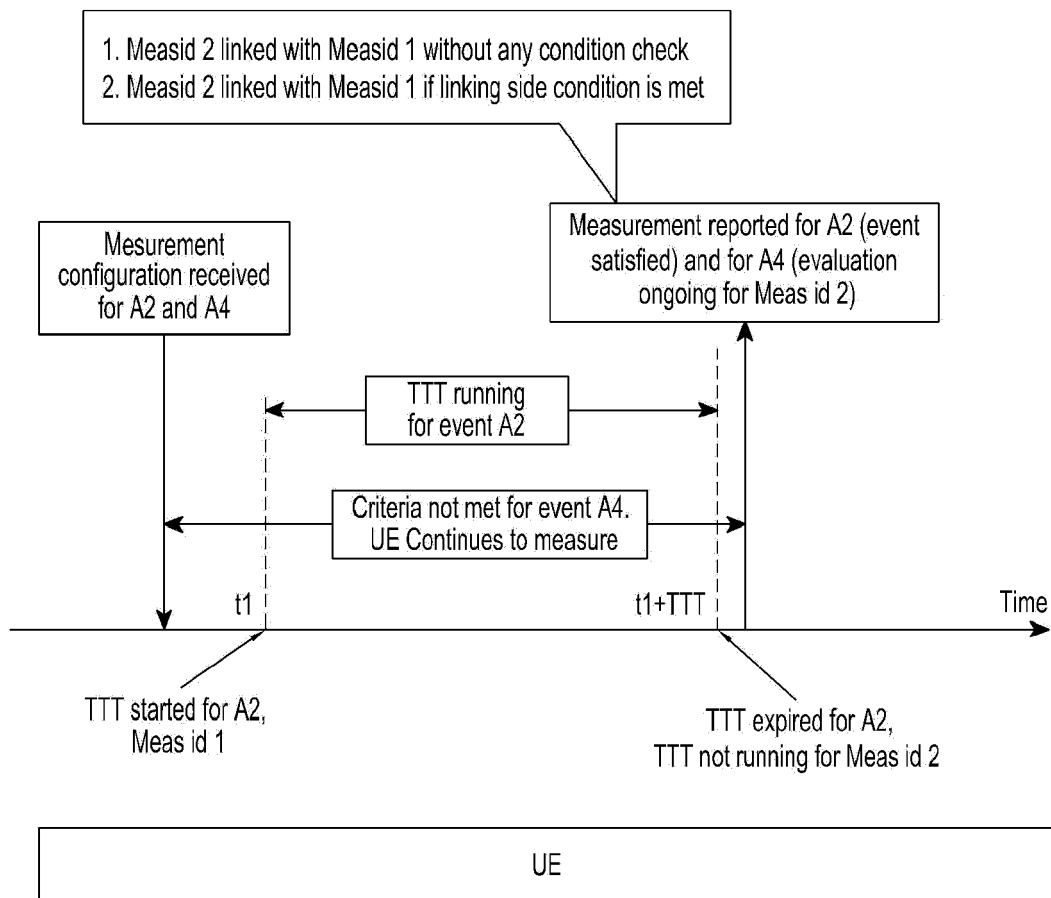 1. Measid 2 linked with Measid 1 without any condition check
2. Measid 2 linked with Measid 1 if linking side condition is met
Mesurement
configuration received
for A2 and A4
Measurement reported for A2 (event
satisfied) and for A4 (evaluation
ongoing for Meas id 2)
TTT running
for event A2
Criteria not met for event A4.
UE Continues to measure
t1
t1+TTT
Time
TTT started for A2,
Meas id 1
TTT expired for A2,
TTT not running for Meas id 2
UE